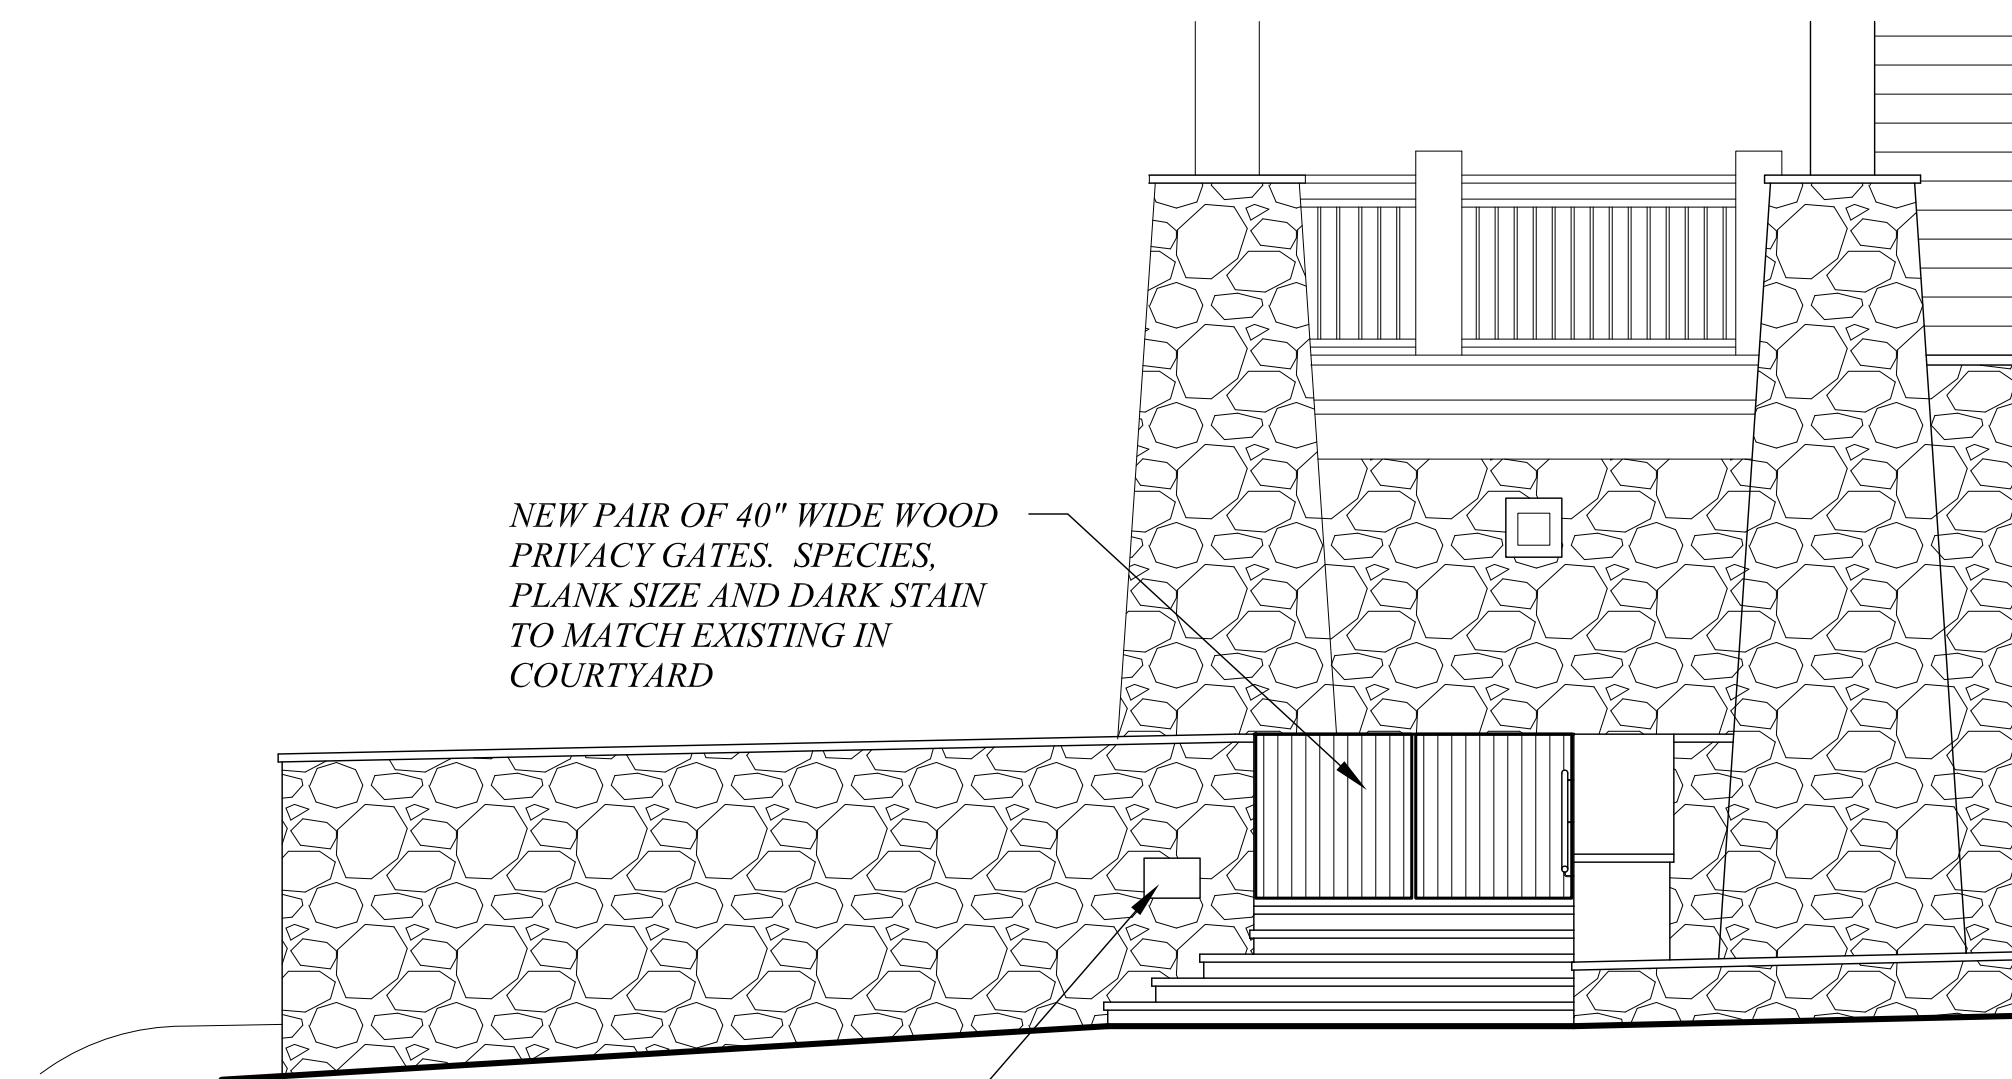 NEW PAIR OF 40" WIDE WOOD
PRIVACY GATES.  SPECIES,
PLANK SIZE AND DARK STAIN
TO MATCH EXISTING IN
COURTYARD